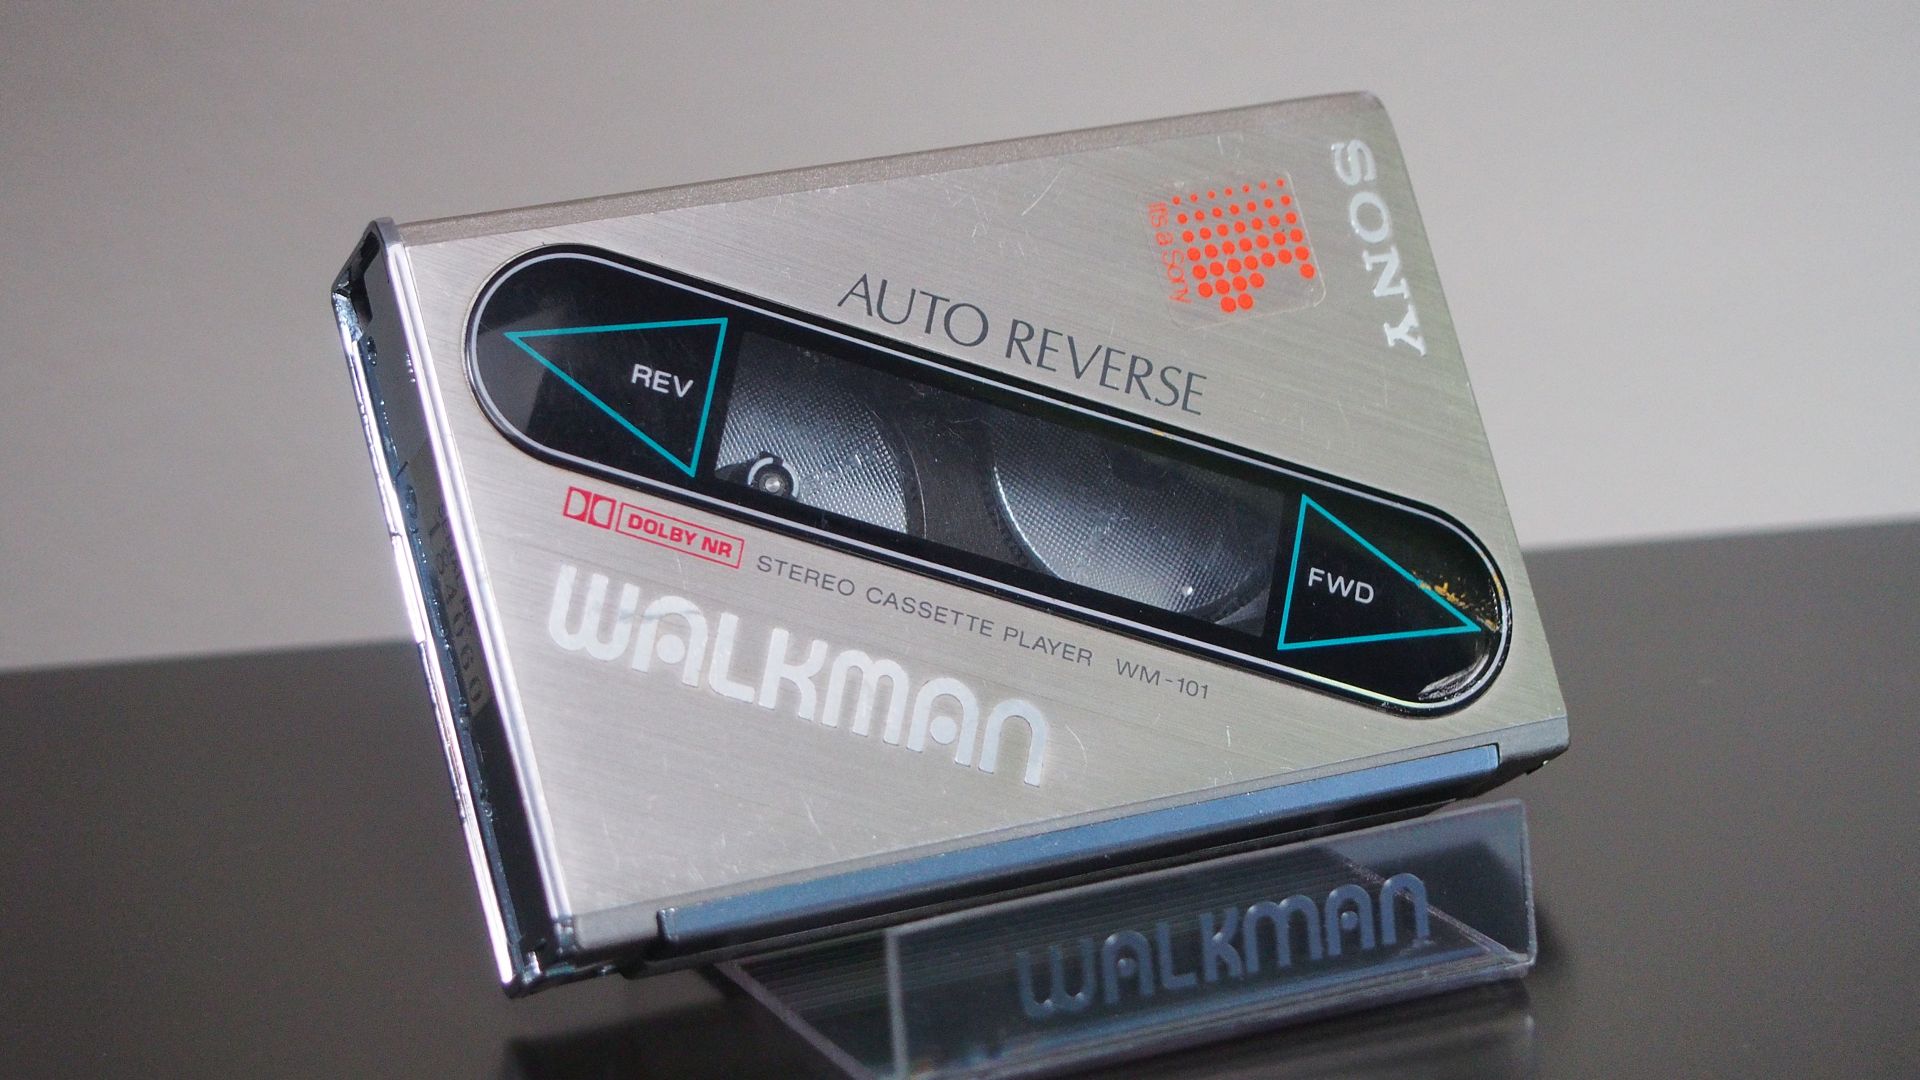 SONY
It's a Sony
AUTO REVERSE
REV
FWD
DOLBY NR
STEREO CASSETTE PLAYER WM-101
WALKMAN
WALKMAN